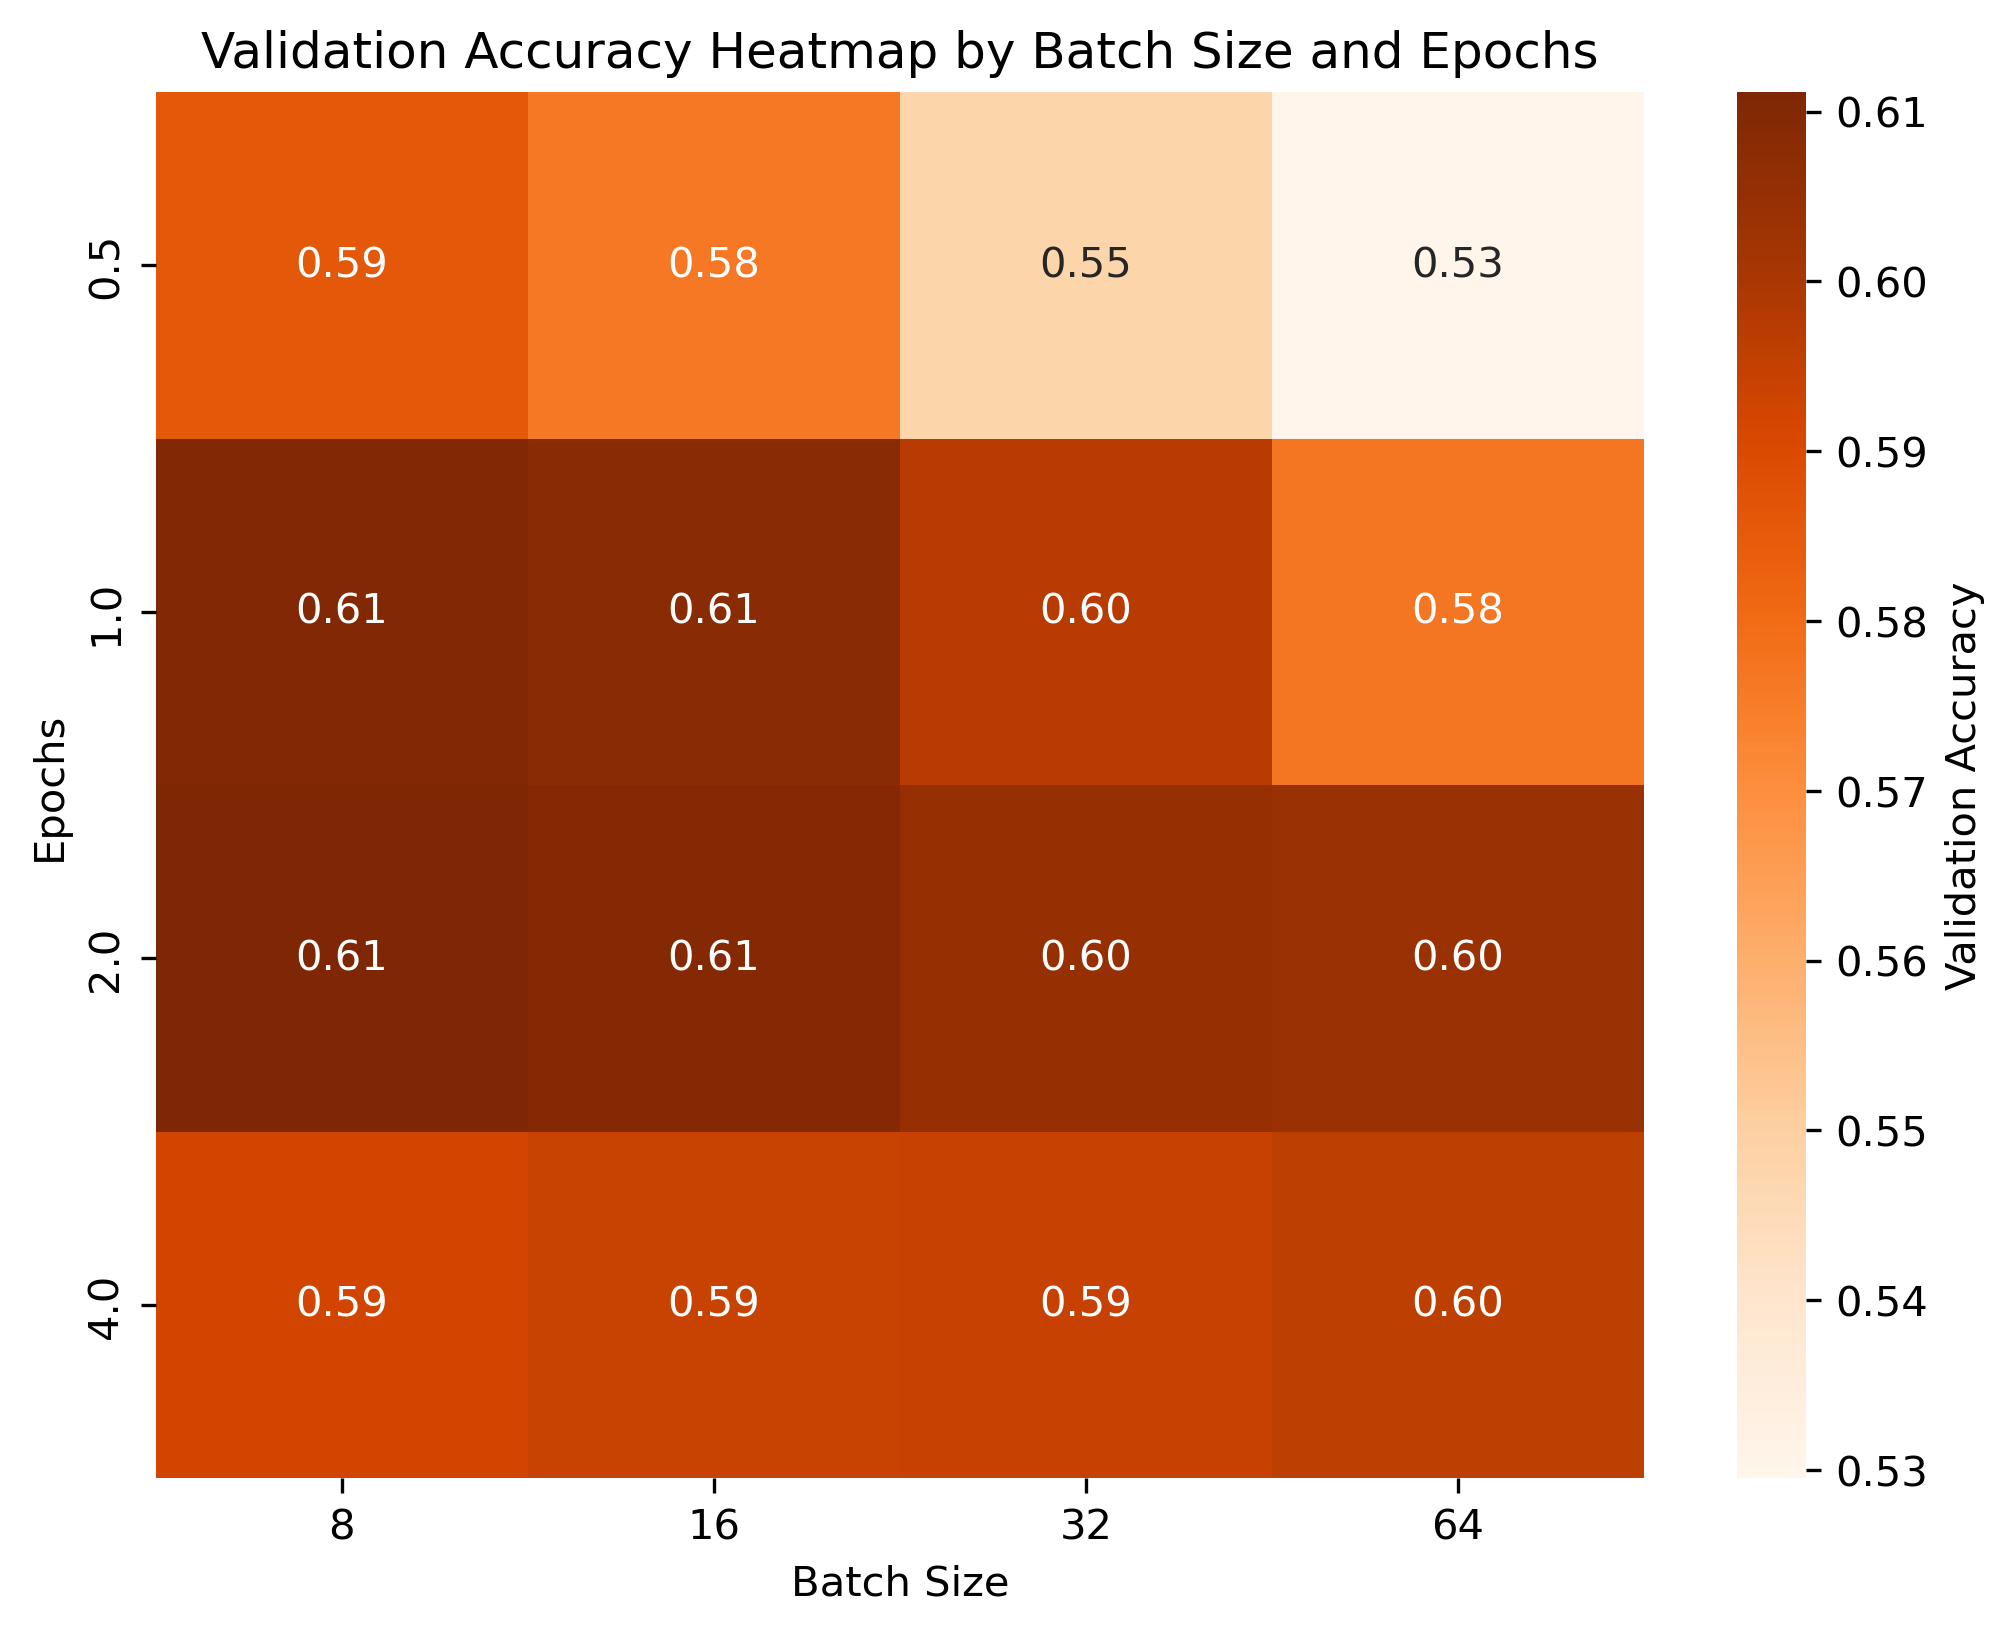 Validation Accuracy Heatmap by Batch Size and Epochs
0.5 0.59 0.58 0.55 0.53
1.0 0.61 0.61 0.60 0.58
2.0 0.61 0.61 0.60 0.60
4.0 0.59 0.59 0.59 0.60
Epochs
8 16 32 64
Batch Size
0.61
0.60
0.59
0.58
0.57
0.56
0.55
0.54
0.53
Validation Accuracy